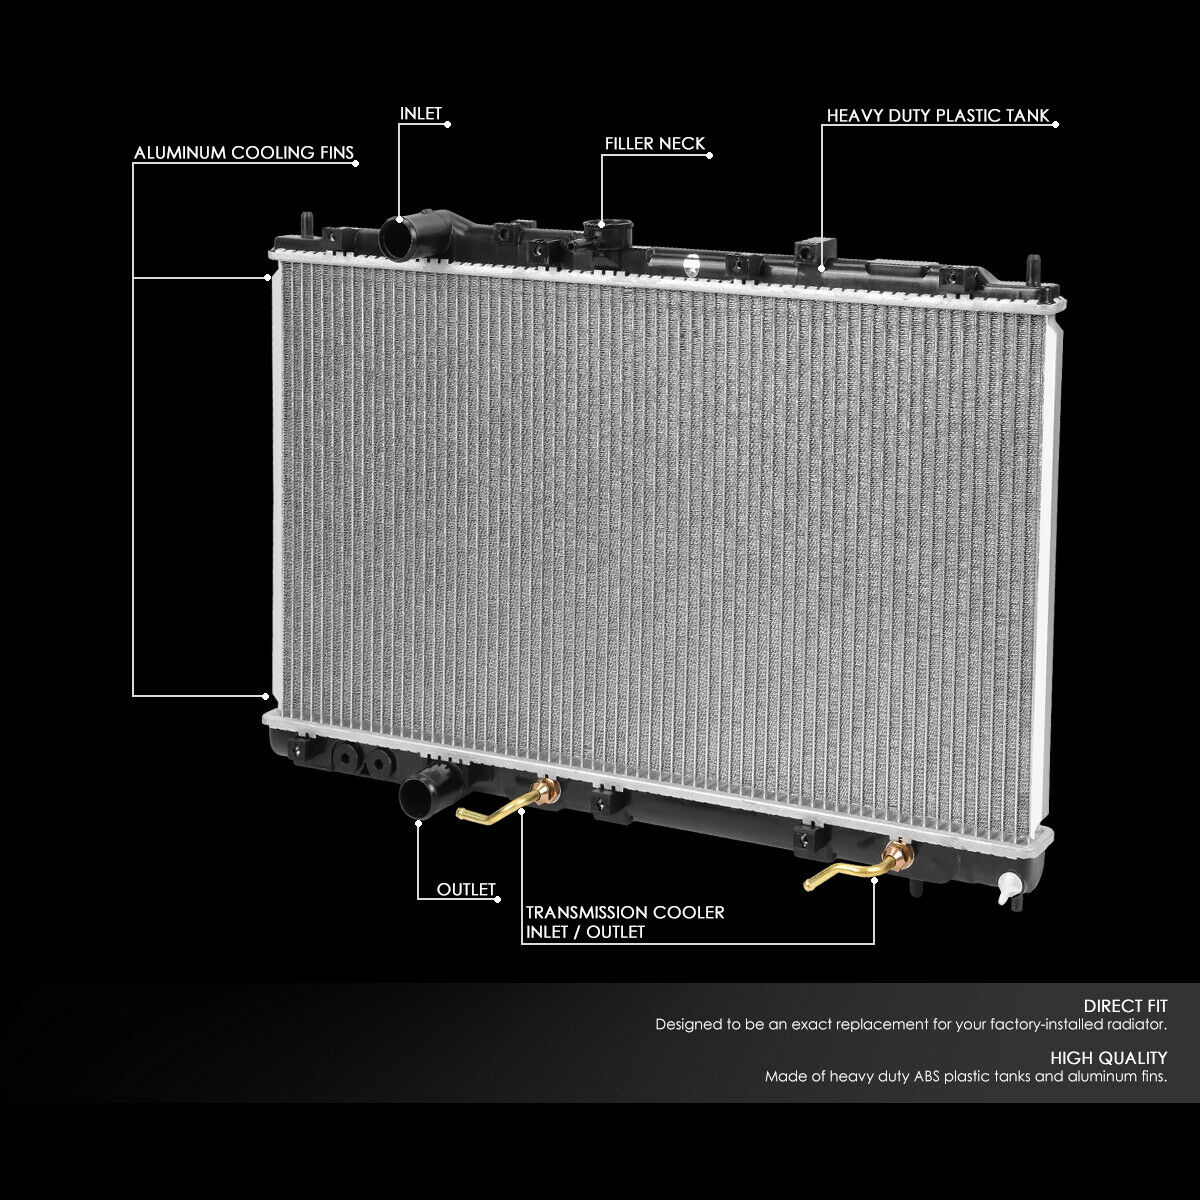 INLET
HEAVY DUTY PLASTIC TANK
FILLER NECK
ALUMINUM COOLING FINS
OUTLET
TRANSMISSION COOLER
INLET / OUTLET
DIRECT FIT
Designed to be an exact replacement for your factory-installed radiator.
HIGH QUALITY
Made of heavy duty ABS plastic tanks and aluminum fins.